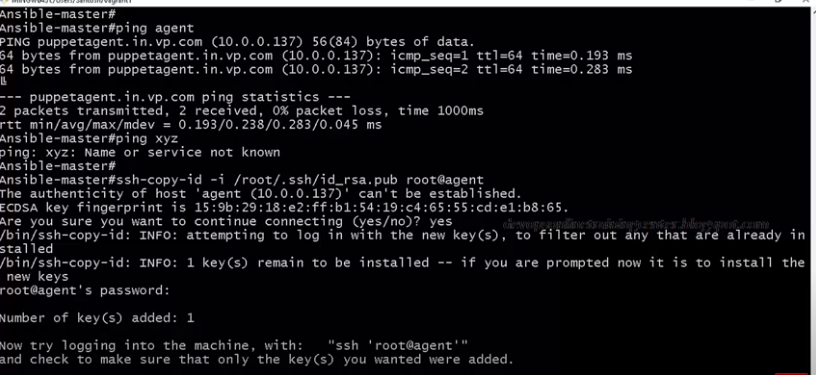 Ansible-master#
Ansible-master#ping agent
PING puppetagent.in.vp.com (10.0.0.137) 56(84) bytes of data.
64 bytes from puppetagent.in.vp.com (10.0.0.137): icmp_seq=1 ttl=64 time=0.193 ms
64 bytes from puppetagent.in.vp.com (10.0.0.137): icmp_seq=2 ttl=64 time=0.283 ms
--- puppetagent.in.vp.com ping statistics ---
2 packets transmitted, 2 received, 0% packet loss, time 1000ms
rtt min/avg/max/mdev = 0.193/0.238/0.283/0.045 ms
Ansible-master#ping xyz
ping: xyz: Name or service not known
Ansible-master#
Ansible-master#ssh-copy-id -i /root/.ssh/id_rsa.pub root@agent
The authenticity of host 'agent (10.0.0.137)' can't be established.
ECDSA key fingerprint is 15:9b:29:18:e2:ff:b1:54:19:c4:65:55:cd:e1:b8:65.
Are you sure you want to continue connecting (yes/no)? yes
/bin/ssh-copy-id: INFO: attempting to log in with the new key(s), to filter out any that are already in
stalled
/bin/ssh-copy-id: INFO: 1 key(s) remain to be installed -- if you are prompted now it is to install the
 new keys
root@agent's password:
Number of key(s) added: 1
Now try logging into the machine, with:   "ssh 'root@agent'"
and check to make sure that only the key(s) you wanted were added.